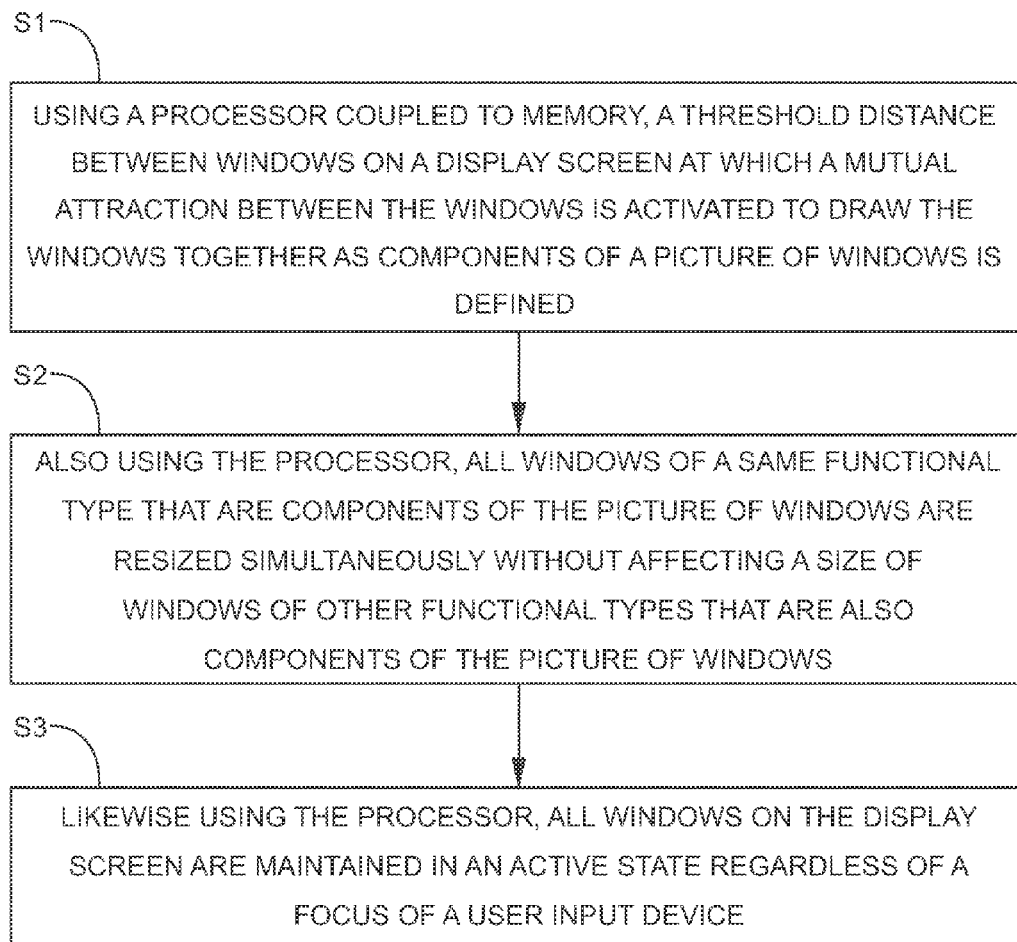 S1
USING A PROCESSOR COUPLED TO MEMORY, A THRESHOLD DISTANCE
BETWEEN WINDOWS ON A DISPLAY SCREEN AT WHICH A MUTUAL
ATTRACTION BETWEEN THE WINDOWS IS ACTIVATED TO DRAW THE
WINDOWS TOGETHER AS COMPONENTS OF A PICTURE OF WINDOWS IS
DEFINED
S2
ALSO USING THE PROCESSOR, ALL WINDOWS OF A SAME FUNCTIONAL
TYPE THAT ARE COMPONENTS OF THE PICTURE OF WINDOWS ARE
RESIZED SIMULTANEOUSLY WITHOUT AFFECTING A SIZE OF
WINDOWS OF OTHER FUNCTIONAL TYPES THAT ARE ALSO
COMPONENTS OF THE PICTURE OF WINDOWS
S3
LIKEWISE USING THE PROCESSOR, ALL WINDOWS ON THE DISPLAY
SCREEN ARE MAINTAINED IN AN ACTIVE STATE REGARDLESS OF A
FOCUS OF A USER INPUT DEVICE